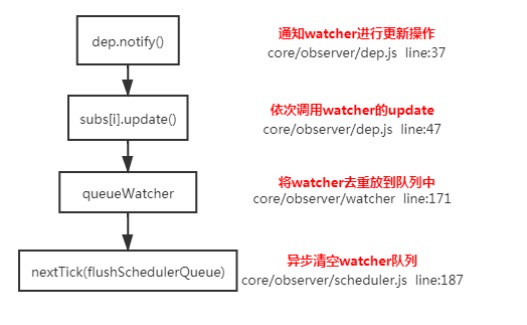 dep.notify()
通知watcher进行更新操作
core/observer/dep.js line:37
subs[i].update()
依次调用watcher的update
core/observer/dep.js line:47
queueWatcher
将watcher去重放到队列中
core/observer/watcher line:171
nextTick(flushSchedulerQueue)
异步清空watcher队列
core/observer/scheduler.js line:187